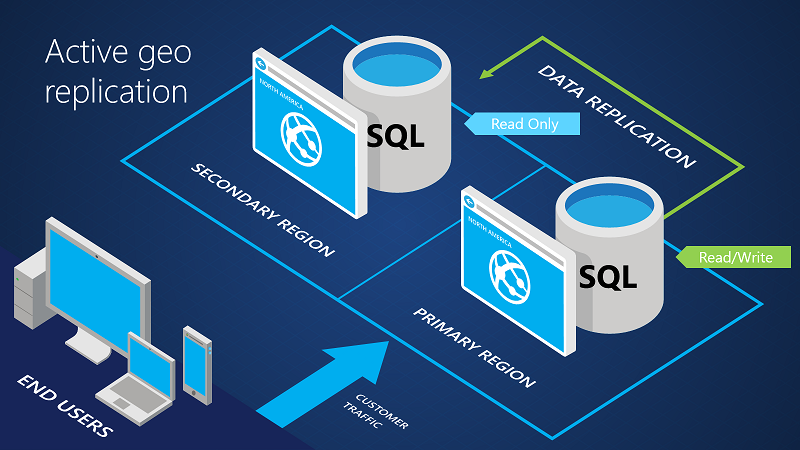 Active geo
replication
NORTH AMERICA
SQL
Read Only
DATA REPLICATION
SECONDARY REGION
NORTH AMERICA
SQL
Read/Write
PRIMARY REGION
END USERS
CUSTOMER
TRAFFIC